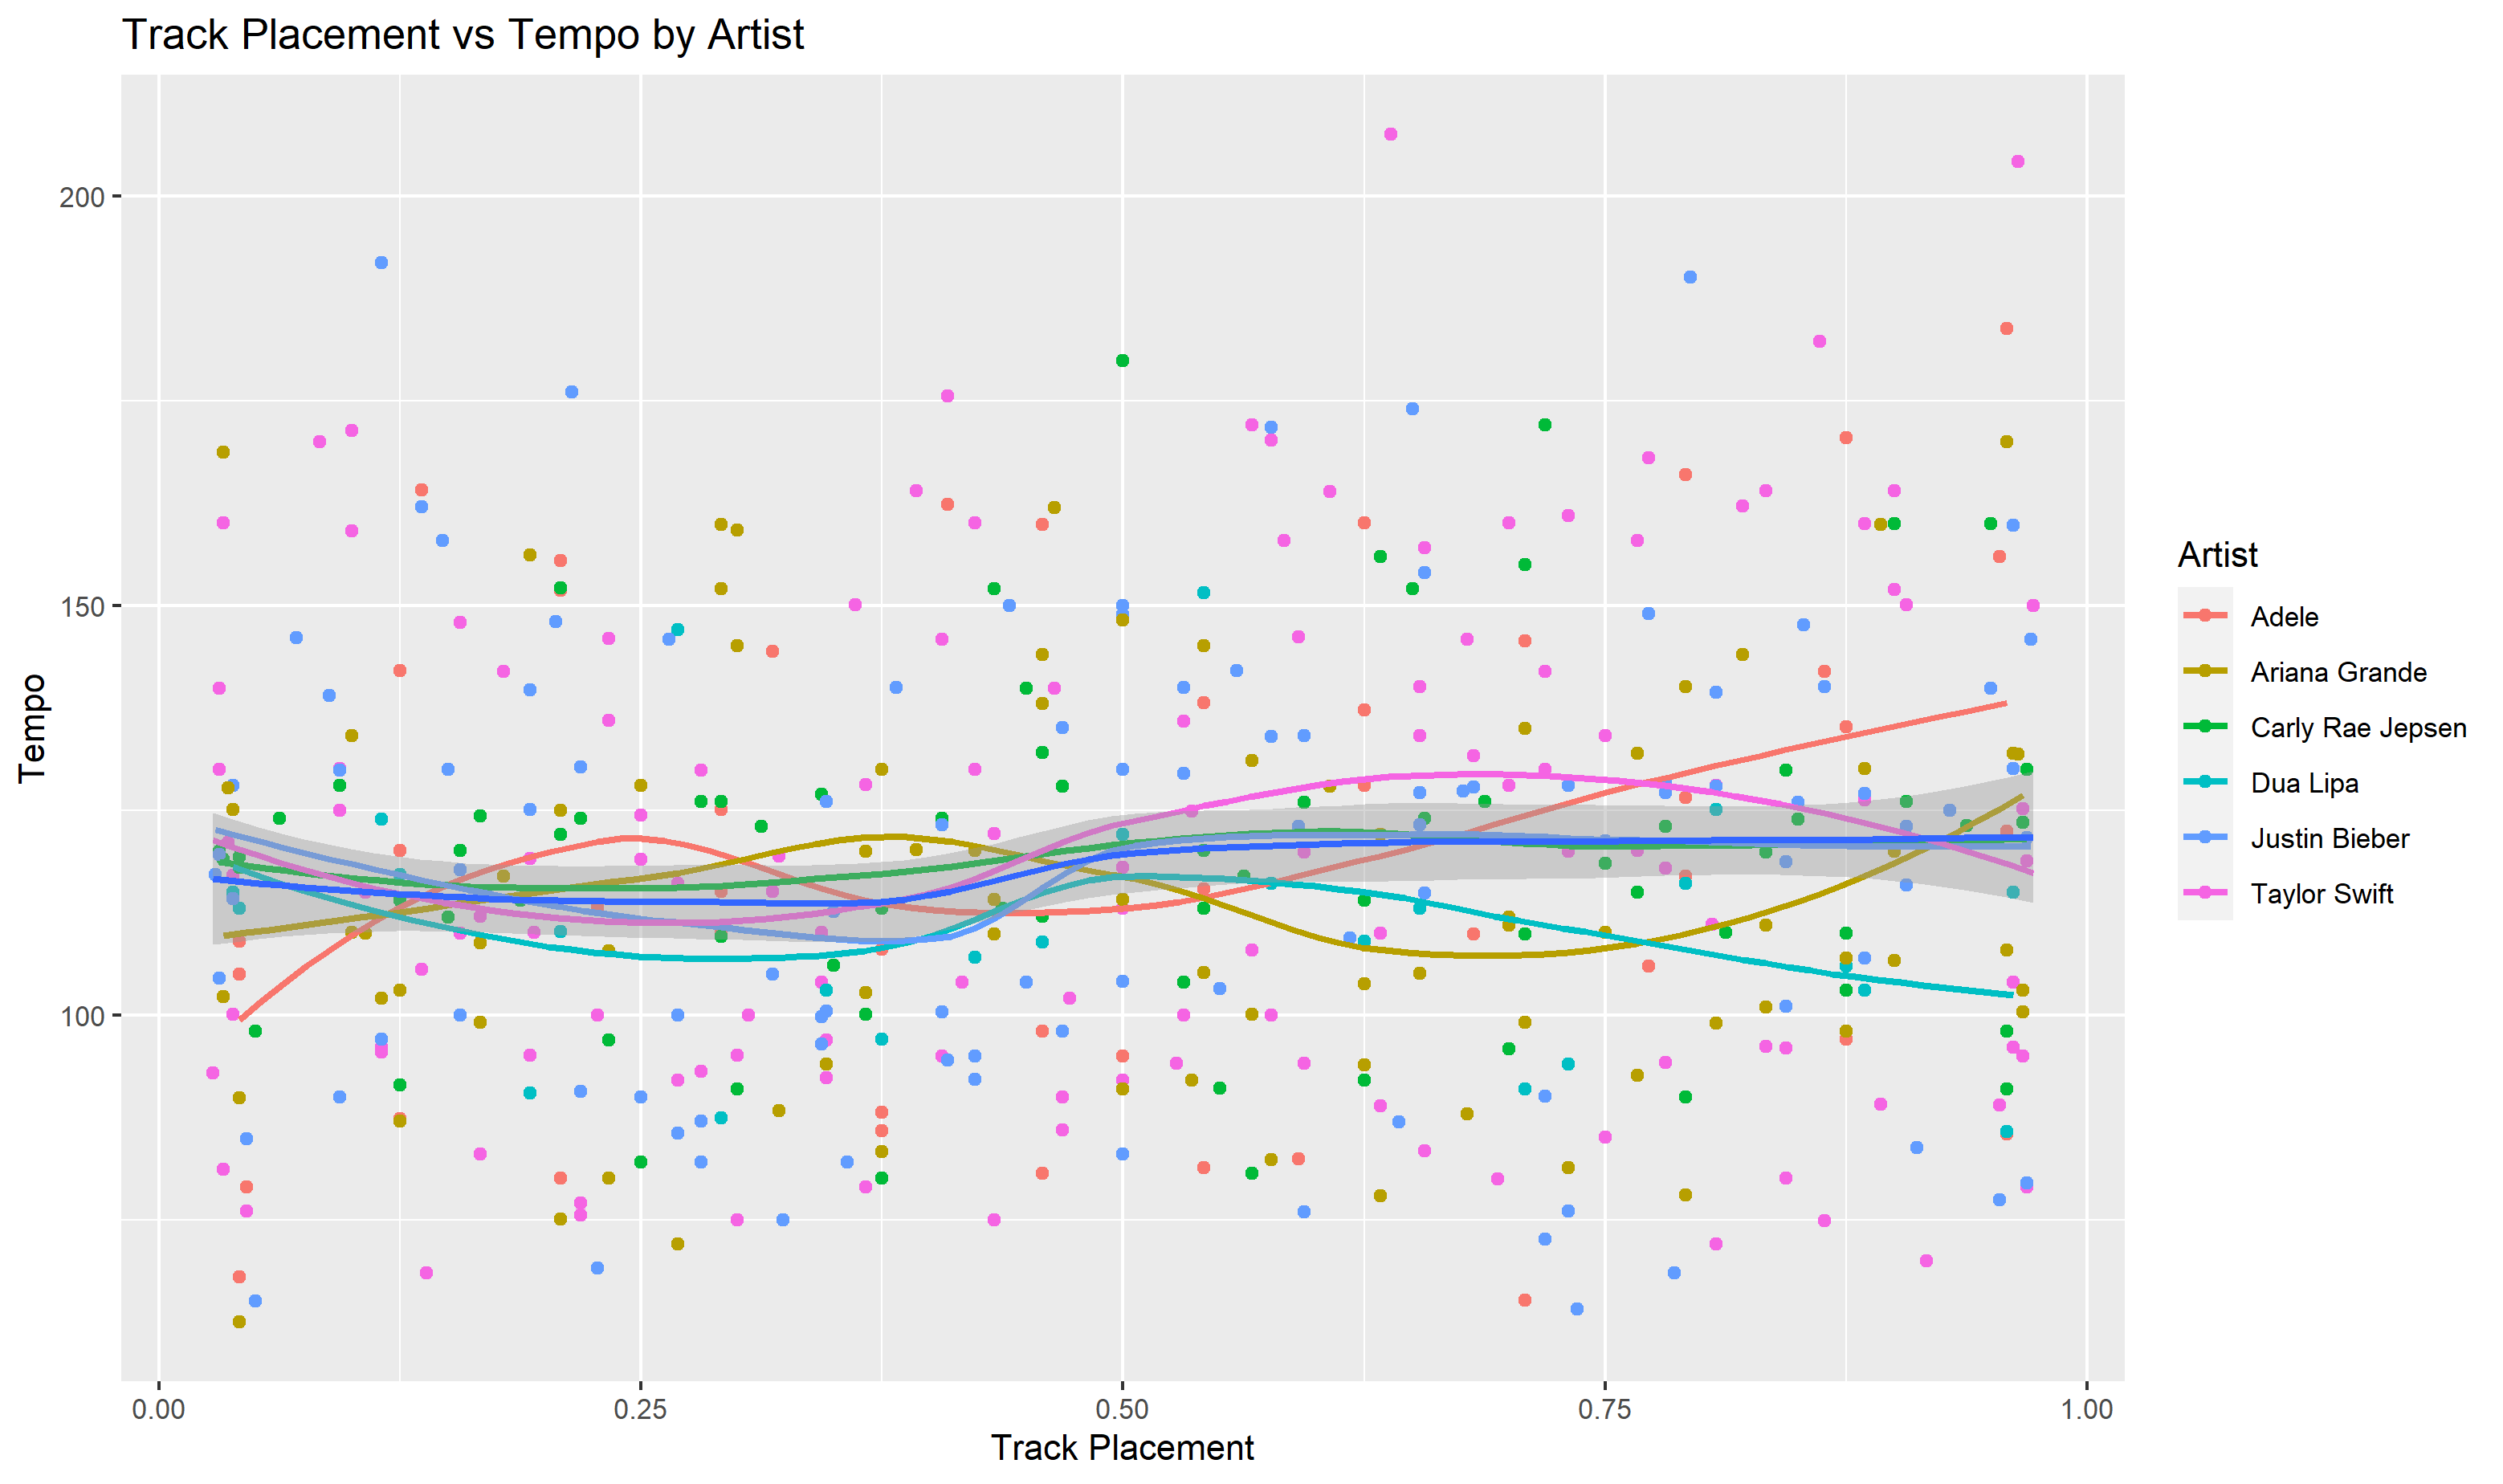 Track Placement vs Tempo by Artist
200
150
100
Tempo
0.00 0.25 0.50 0.75 1.00
Track Placement
Artist
Adele
Ariana Grande
Carly Rae Jepsen
Dua Lipa
Justin Bieber
Taylor Swift